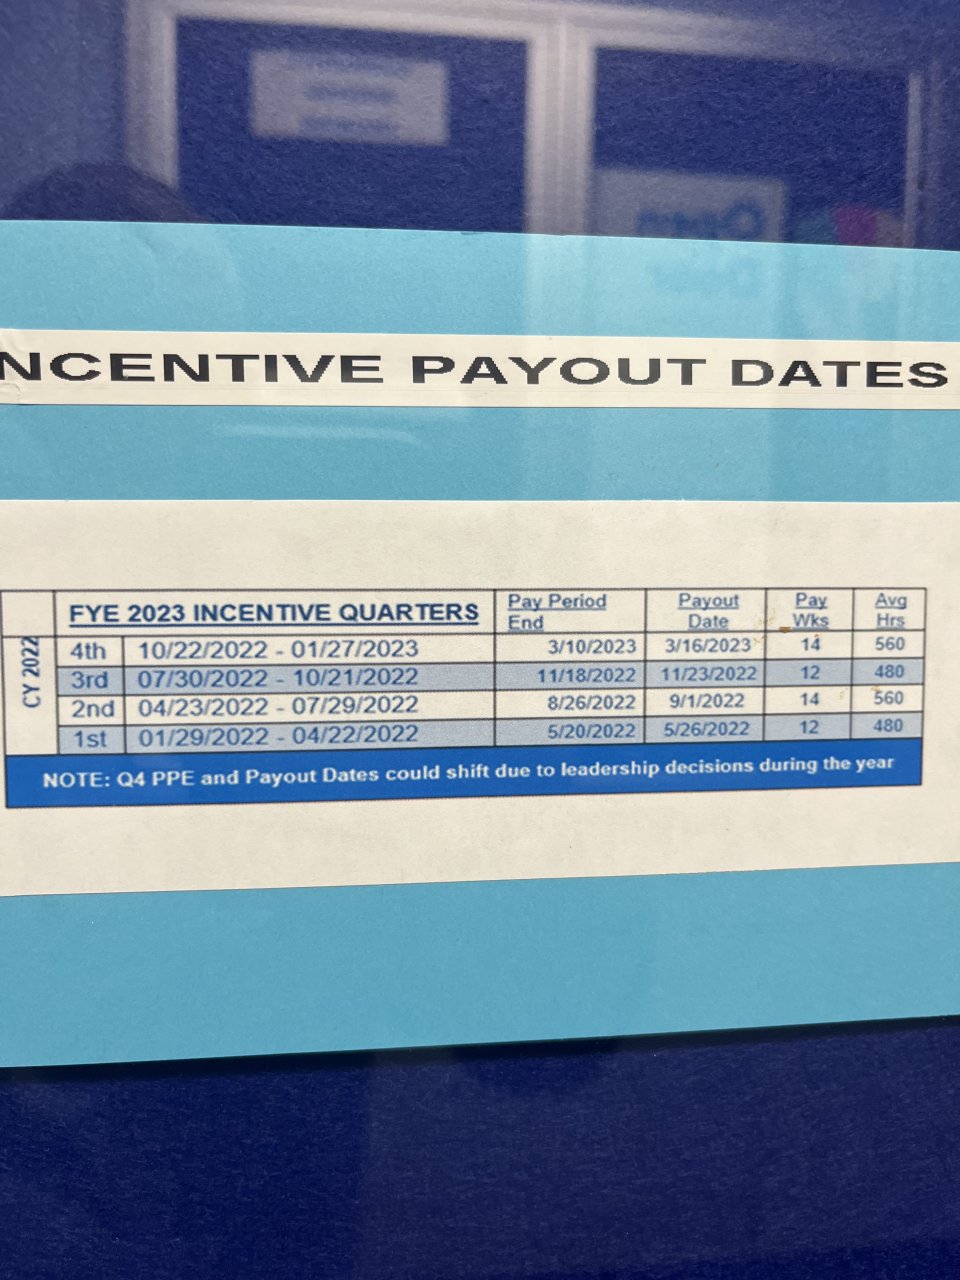 NCENTIVE PAYOUT DATES
FYE 2023 INCENTIVE QUARTERS Pay Period End Payout Date Pay Wks Avg Hrs
CY 2022
4th 10/22/2022 - 01/27/2023 3/10/2023 3/16/2023 14 560
3rd 07/30/2022 - 10/21/2022 11/18/2022 11/23/2022 12 480
2nd 04/23/2022 - 07/29/2022 8/26/2022 9/1/2022 14 560
1st 01/29/2022 - 04/22/2022 5/20/2022 5/26/2022 12 480
NOTE: Q4 PPE and Payout Dates could shift due to leadership decisions during the year